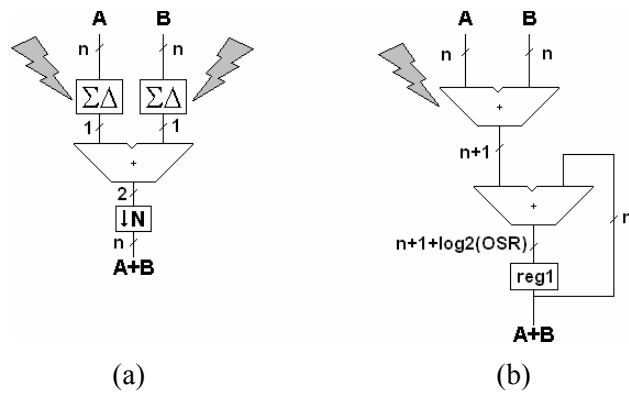 A B
n n
ΣΔ ΣΔ
1 1
+
2
↓N
n
A+B
(a)
A B
n n
+
n+1
+
n
n+1+log2(OSR)
reg1
A+B
(b)